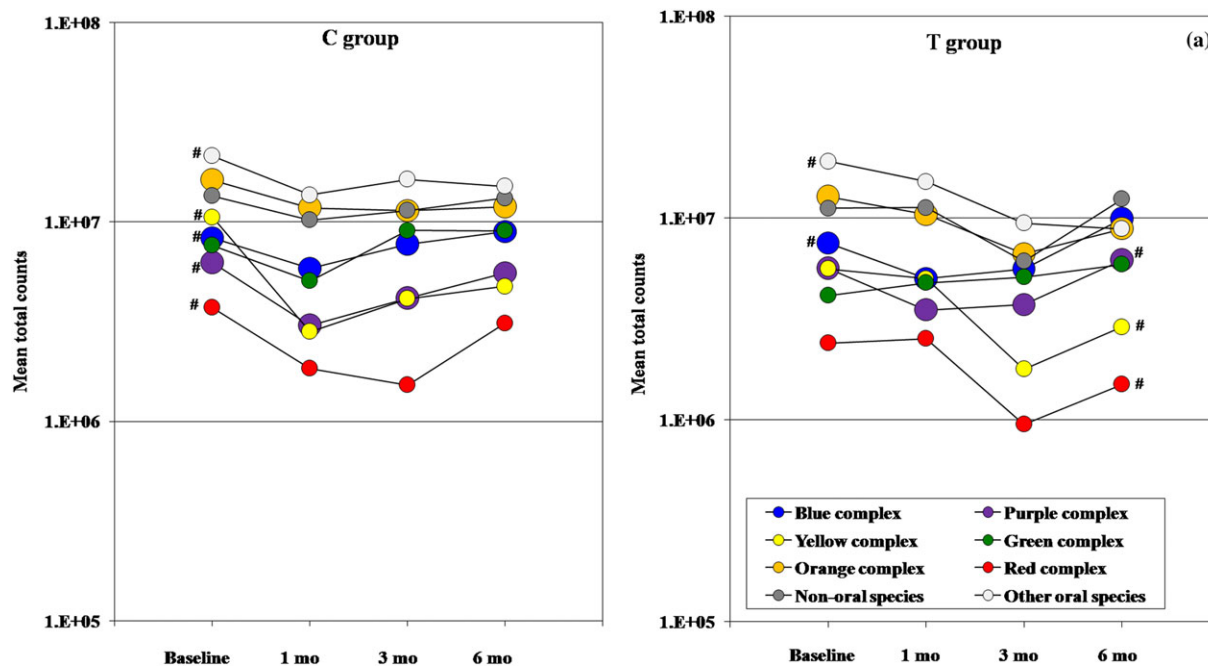 1.E+08
C group
#
#
#
#
#
1.E+07
1.E+06
1.E+05
Mean total counts
Baseline 1 mo 3 mo 6 mo
1.E+08
T group
(a)
#
#
#
#
#
1.E+07
1.E+06
1.E+05
Mean total counts
Blue complex Purple complex
Yellow complex Green complex
Orange complex Red complex
Non-oral species Other oral species
Baseline 1 mo 3 mo 6 mo